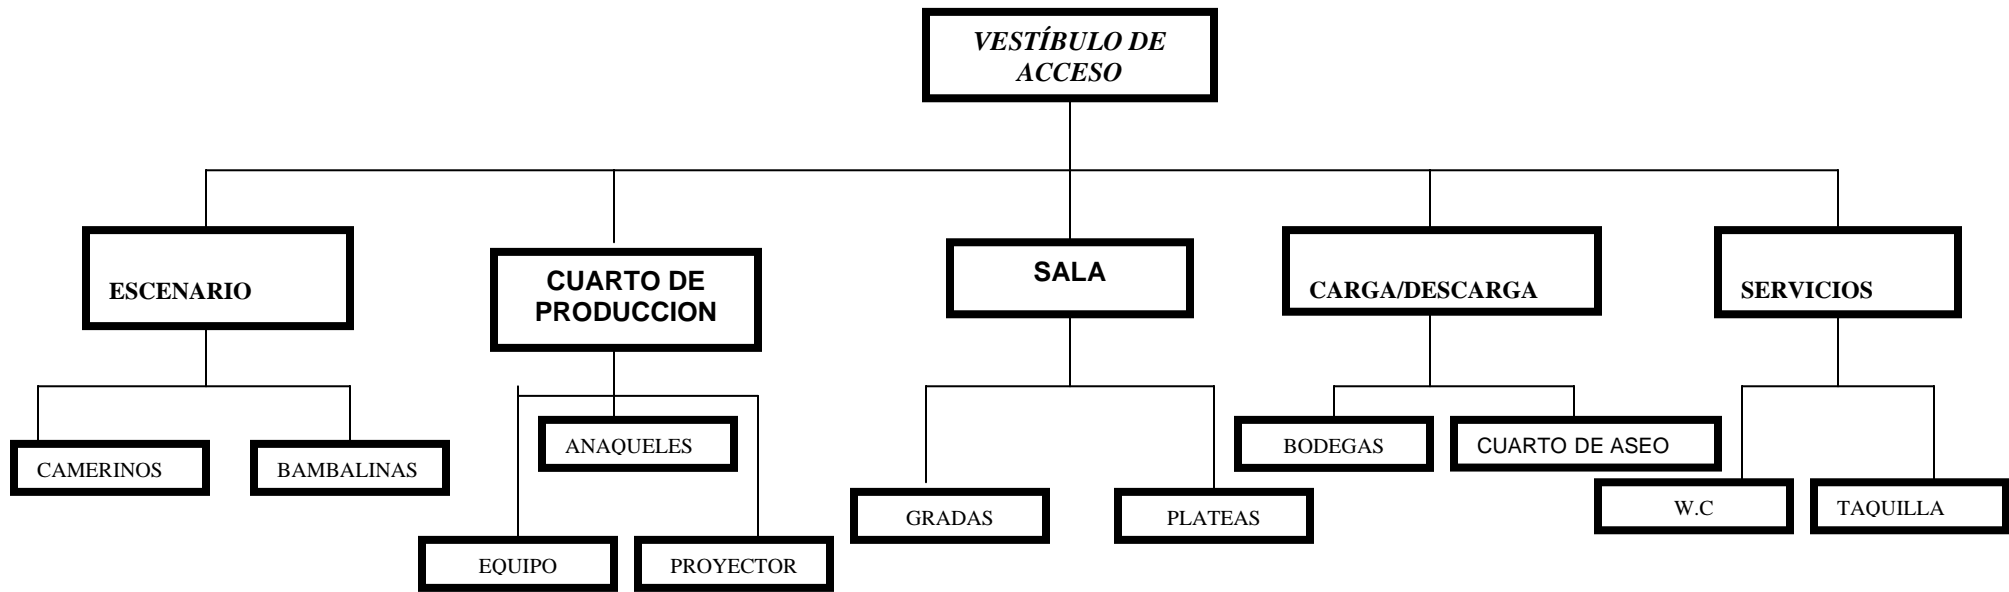 VESTÍBULO DE
ACCESO
ESCENARIO
CUARTO DE
PRODUCCION
SALA
CARGA/DESCARGA
SERVICIOS
CAMERINOS
BAMBALINAS
ANAQUELES
EQUIPO
PROYECTOR
GRADAS
PLATEAS
BODEGAS
CUARTO DE ASEO
W.C
TAQUILLA